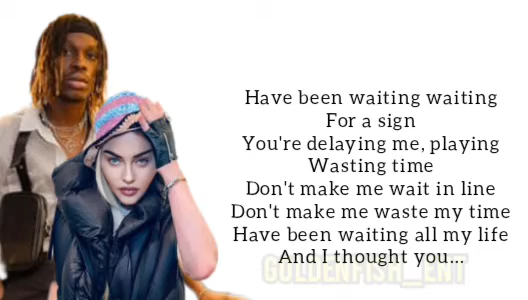 Have been waiting waiting
For a sign
You're delaying me, playing
Wasting time
Don't make me wait in line
Don't make me waste my time
Have been waiting all my life
And I thought you...
GOLDENFISH_ENT